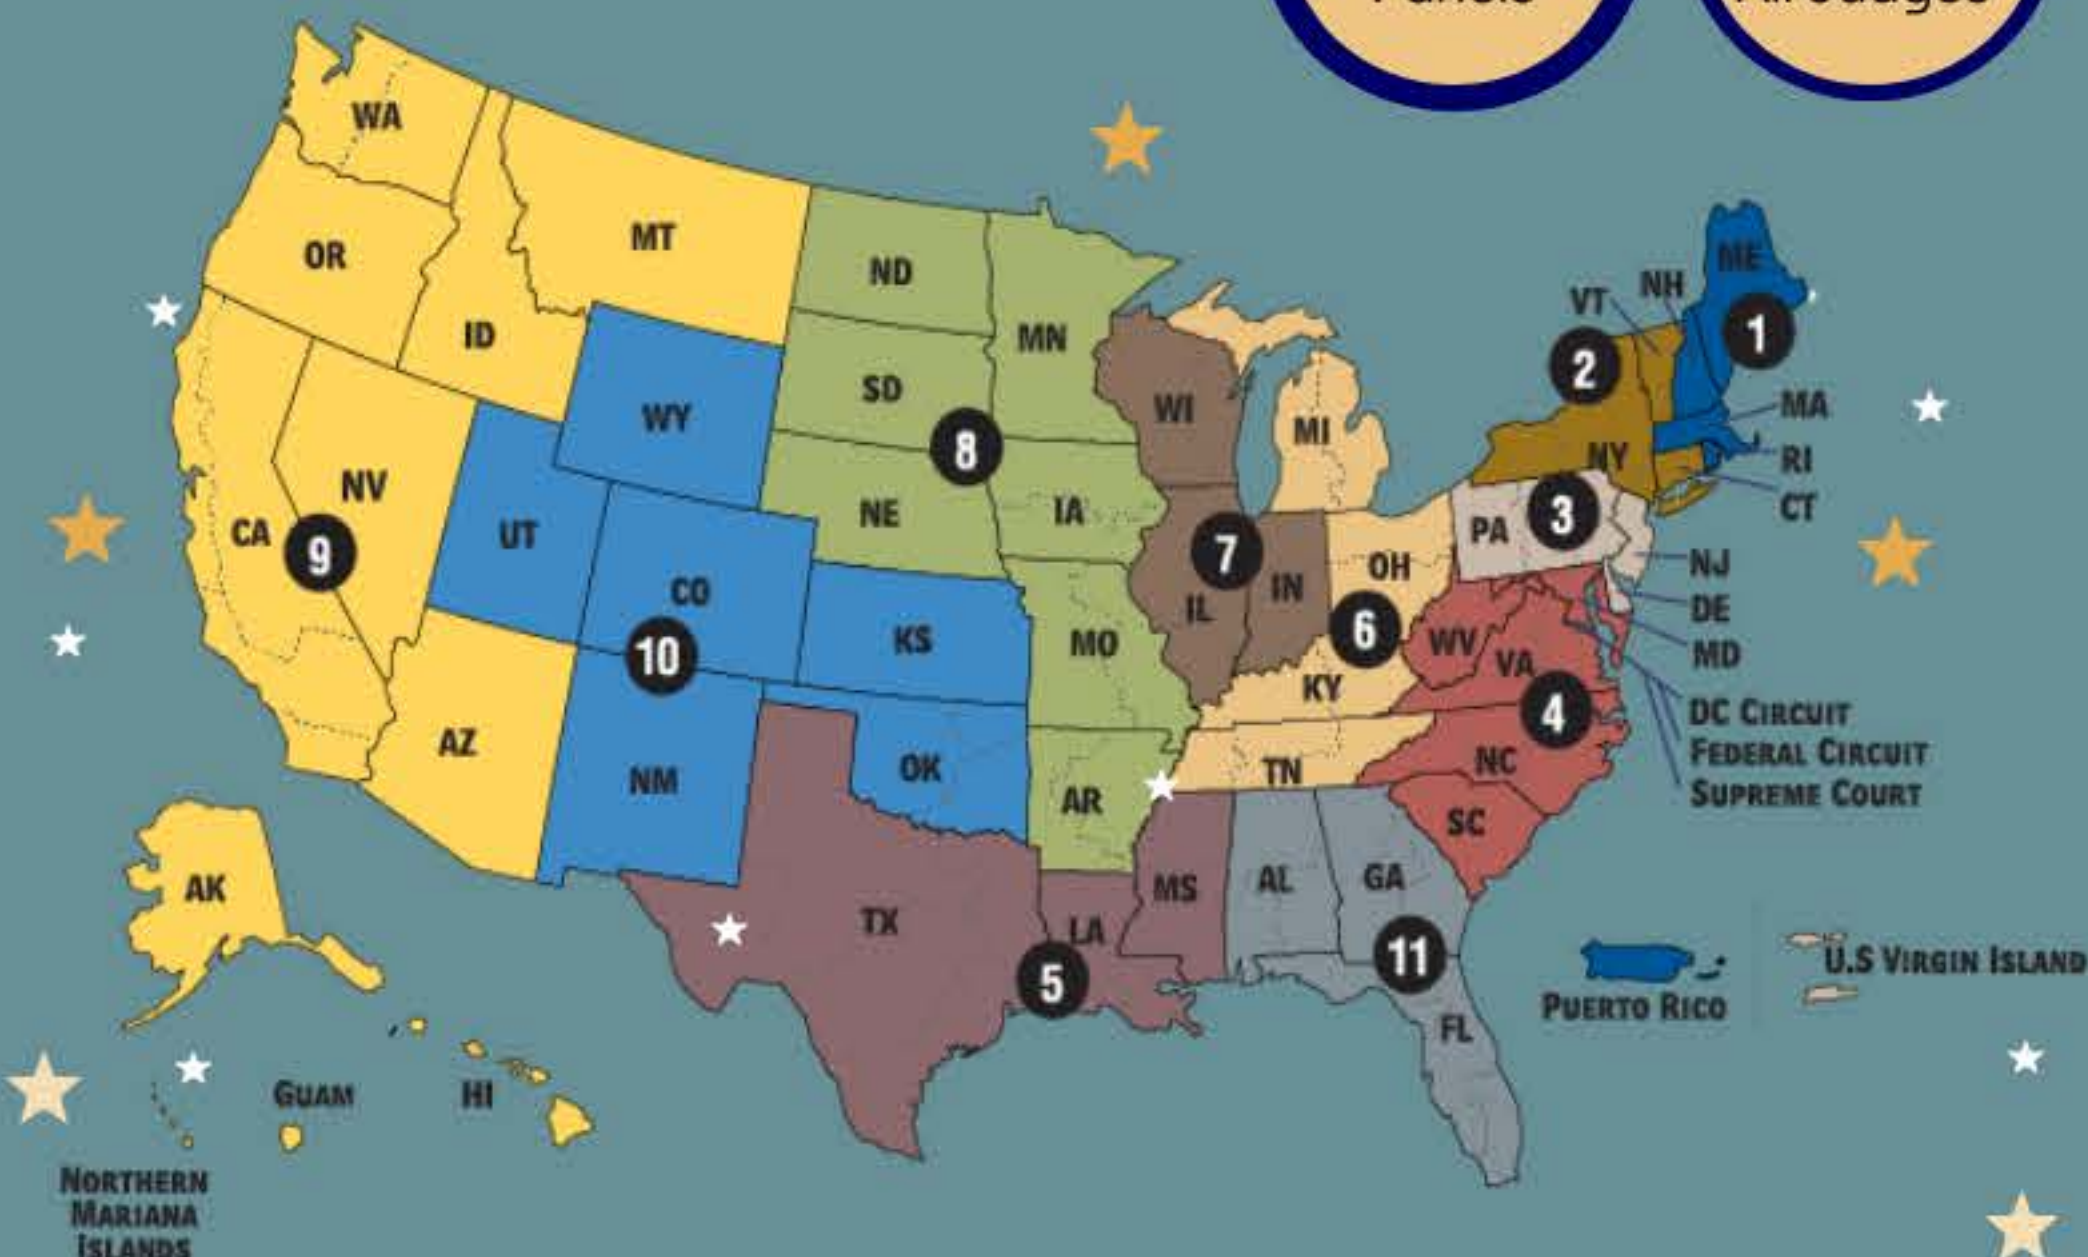 WA
OR
MT
ID
ND
MN
SD
WY
8
WI
MI
VT
NH
ME
1
2
MA
NY
RI
CT
NV
CA
9
UT
NE
IA
7
3
PA
OH
IN
NJ
CO
IL
6
DE
10
KS
MO
WV
VA
MD
KY
4
DC CIRCUIT
FEDERAL CIRCUIT
SUPREME COURT
AZ
NM
OK
AR
TN
NC
SC
AK
TX
LA
MS
AL
GA
5
11
FL
PUERTO RICO
U.S VIRGIN ISLAND
GUAM
HI
NORTHERN
MARIANA
ISLANDS